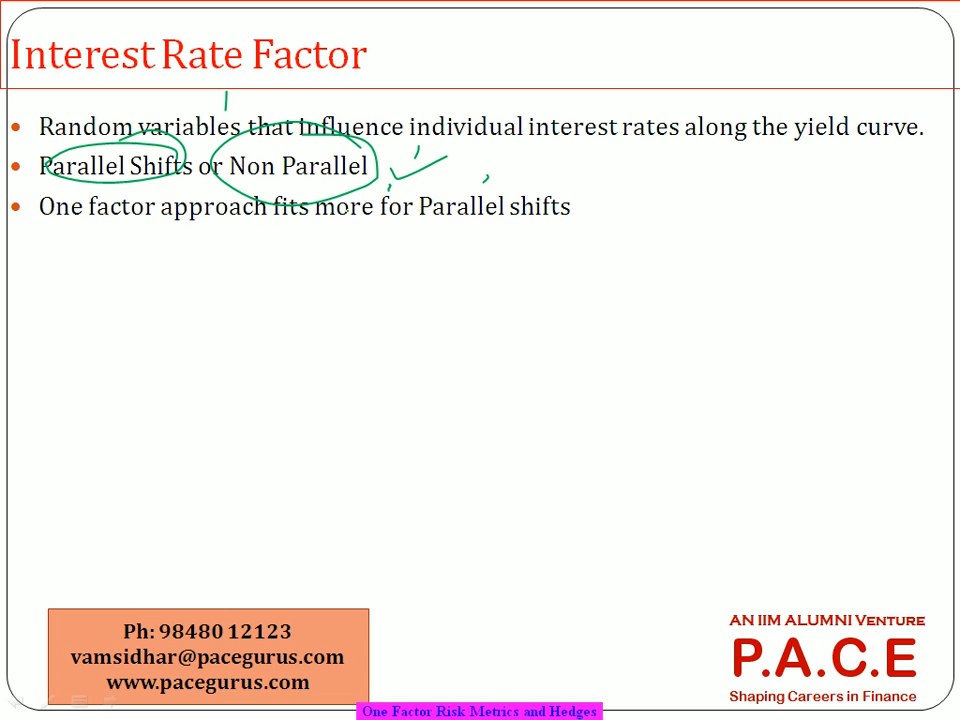 Interest Rate Factor
• Random variables that influence individual interest rates along the yield curve.
• Parallel Shifts or Non Parallel
• One factor approach fits more for Parallel shifts
Ph: 98480 12123
vamsidhar@pacegurus.com
www.pacegurus.com
AN IIM ALUMNI VENTURE
P.A.C.E
Shaping Careers in Finance
One Factor Risk Metrics and Hedges